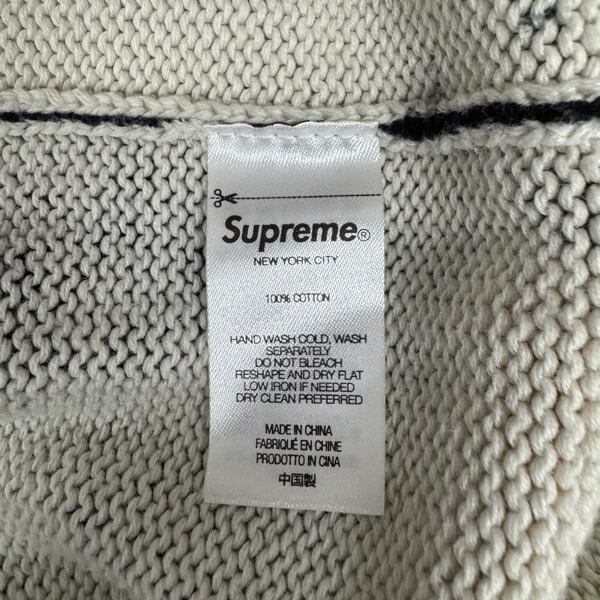 Supreme®
NEW YORK CITY
100% COTTON
HAND WASH COLD, WASH
SEPARATELY
DO NOT BLEACH
RESHAPE AND DRY FLAT
LOW IRON IF NEEDED
DRY CLEAN PREFERRED
MADE IN CHINA
FABRIQUÉ EN CHINE
PRODOTTO IN CINA
中国製